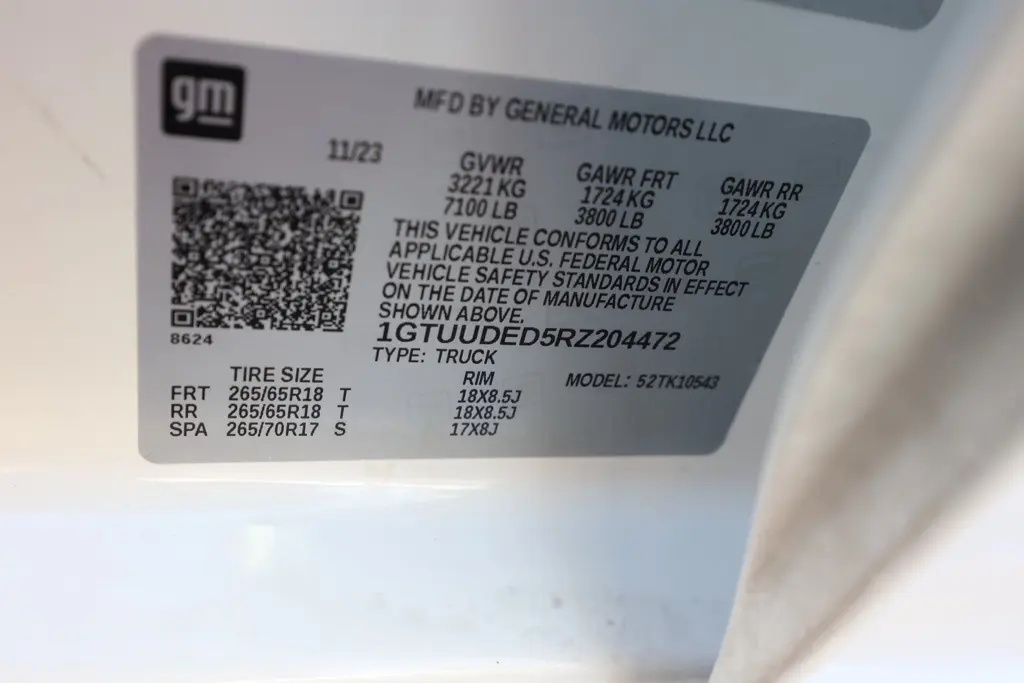 gm
MFD BY GENERAL MOTORS LLC
11/23
GVWR GAWR FRT GAWR RR
3221 KG 1724 KG 1724 KG
7100 LB 3800 LB 3800 LB
THIS VEHICLE CONFORMS TO ALL
APPLICABLE U.S. FEDERAL MOTOR
VEHICLE SAFETY STANDARDS IN EFFECT
ON THE DATE OF MANUFACTURE
SHOWN ABOVE.
8624
1GTUUDED5RZ204472
TYPE: TRUCK
MODEL: 52TK10543
TIRE SIZE RIM
FRT 265/65R18 T 18X8.5J
RR 265/65R18 T 18X8.5J
SPA 265/70R17 S 17X8J